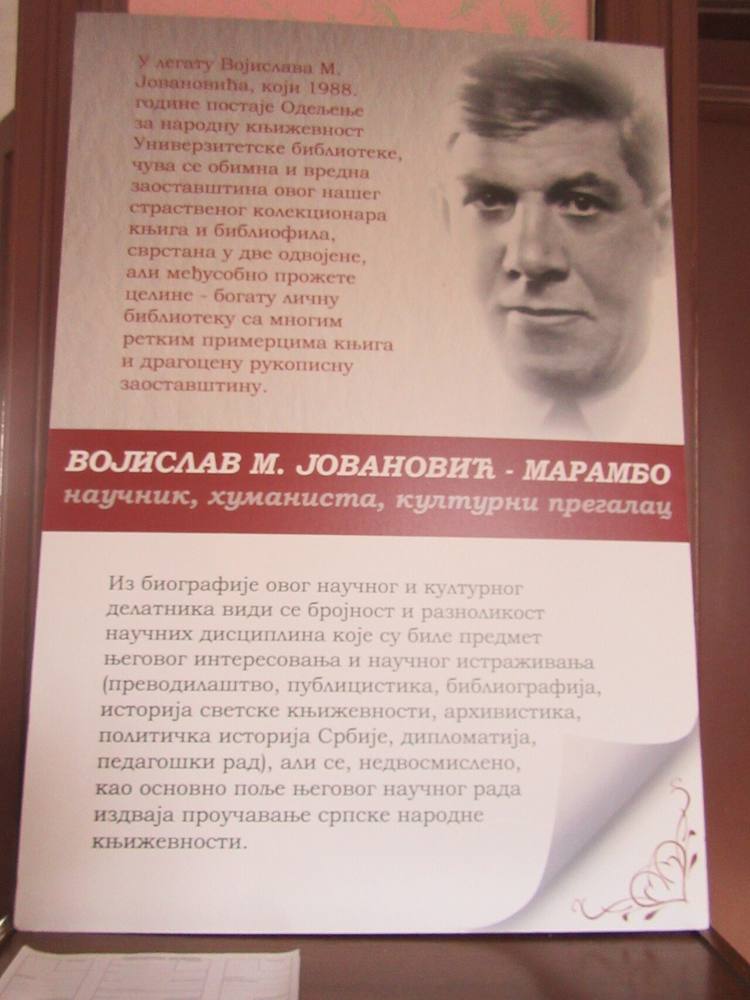 У легату Војислава М.
Јовановића, који 1988.
године постаје Одељење
за народну књижевност
Универзитетске библиотеке,
чува се обимна и вредна
заоставштина овог нашег
страственог колекционара
књига и библиофила,
сврстана у две одвојене,
али међусобно прожете
целине - богату личну
библиотеку са многим
ретким примерцима књига
и драгоцену рукописну
заоставштину.
ВОЈИСЛАВ М. ЈОВАНОВИЋ - МАРАМБО
научник, хуманиста, културни прегалац
Из биографије овог научног и културног
делатника види се бројност и разноликост
научних дисциплина које су биле предмет
његовог интересовања и научног истраживања
(преводилаштво, публицистика, библиографија,
историја светске књижевности, архивистика,
политичка историја Србије, дипломатија,
педагошки рад), али се, недвосмислено,
као основно поље његовог научног рада
издваја проучавање српске народне
књижевности.